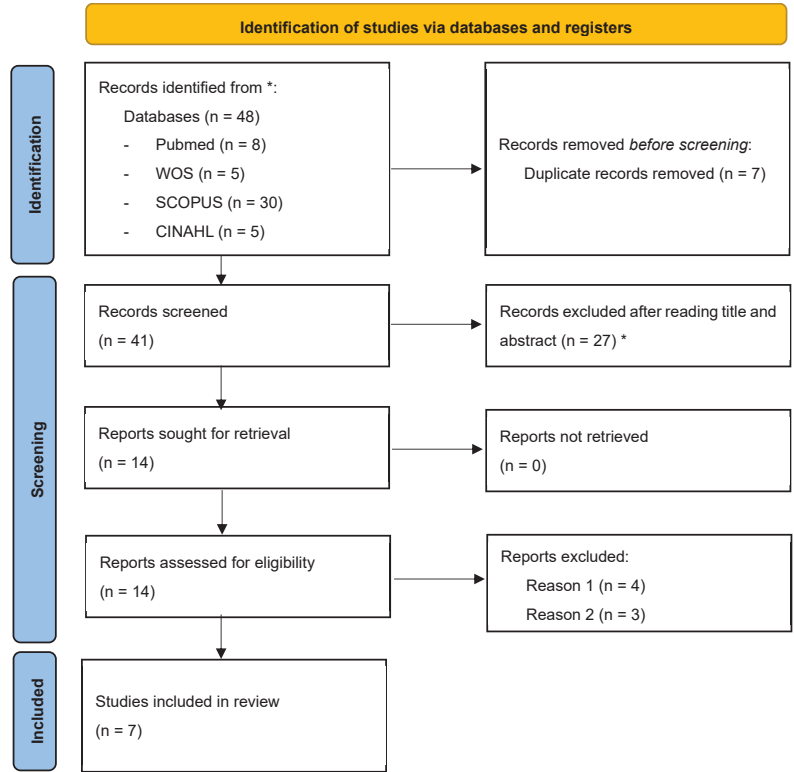 Identification of studies via databases and registers
Identification
Records identified from *:
Databases (n = 48)
- Pubmed (n = 8)
- WOS (n = 5)
- SCOPUS (n = 30)
- CINAHL (n = 5)
Records removed before screening:
Duplicate records removed (n = 7)
Screening
Records screened
(n = 41)
Records excluded after reading title and
abstract (n = 27) *
Reports sought for retrieval
(n = 14)
Reports not retrieved
(n = 0)
Reports assessed for eligibility
(n = 14)
Reports excluded:
Reason 1 (n = 4)
Reason 2 (n = 3)
Included
Studies included in review
(n = 7)